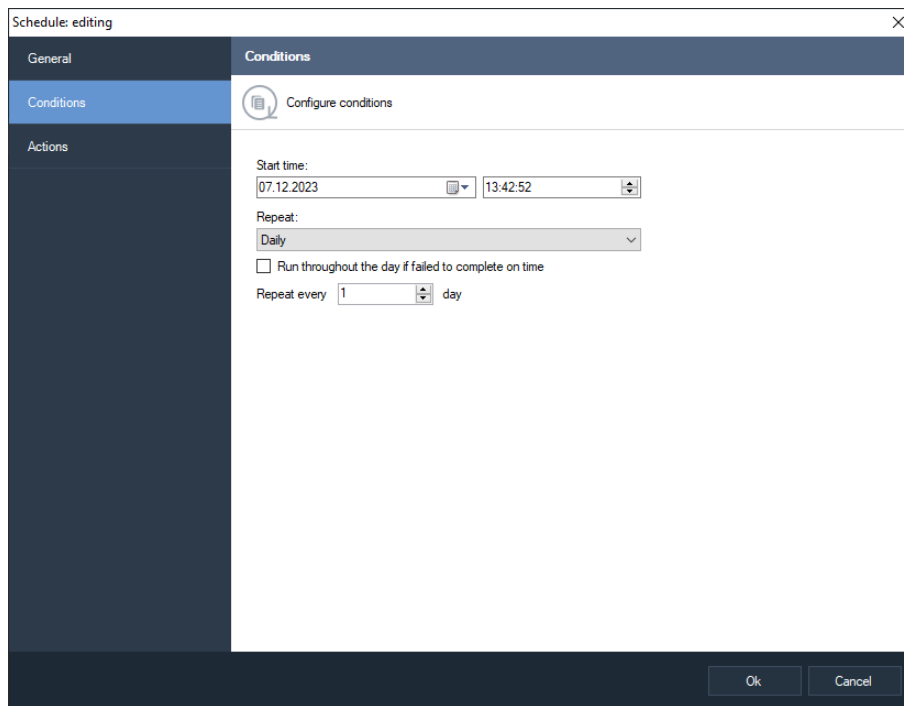 Schedule: editing
General
Conditions
Actions
Conditions
Configure conditions
Start time:
07.12.2023 13:42:52
Repeat:
Daily
Run throughout the day if failed to complete on time
Repeat every 1 day
Ok Cancel